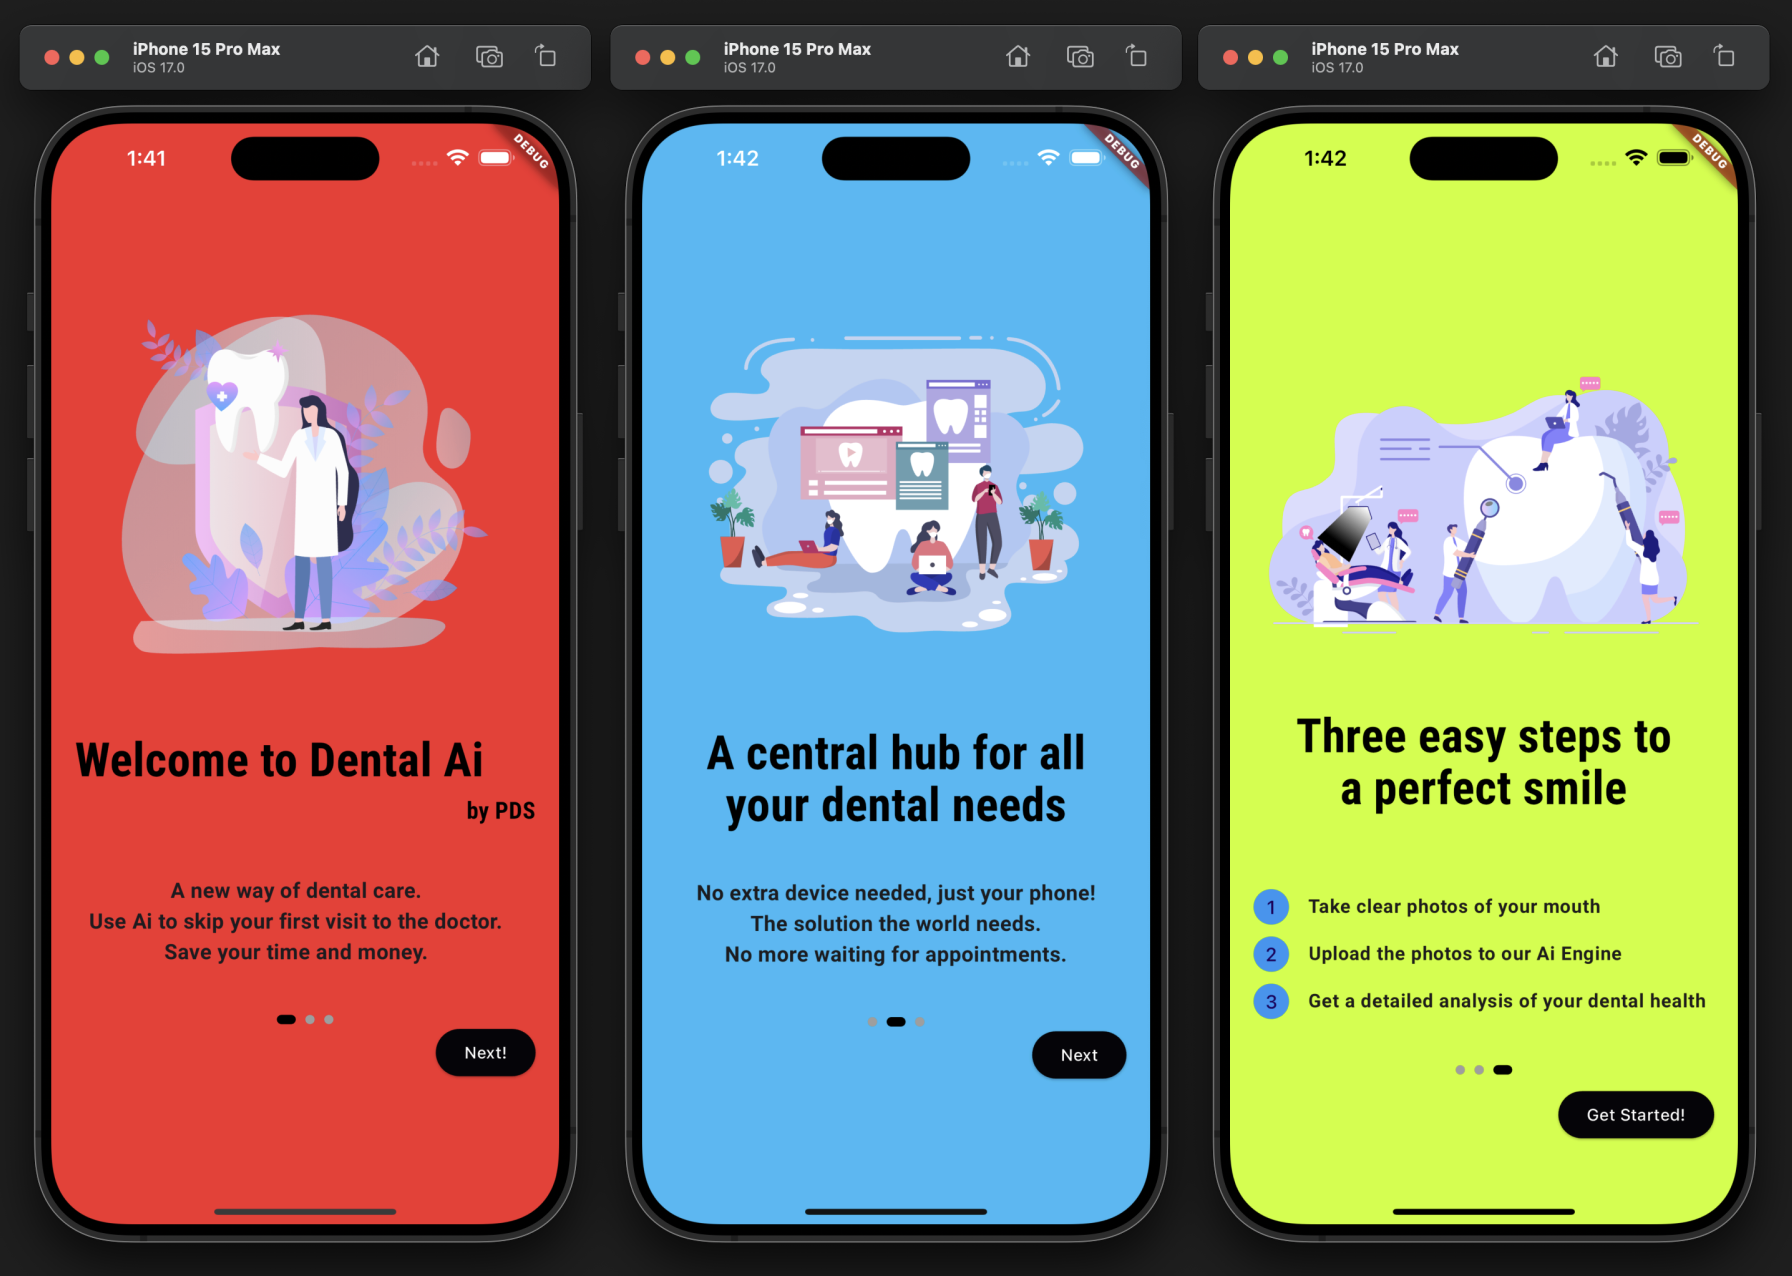 iPhone 15 Pro Max
iOS 17.0
1:41
DEBUG
Welcome to Dental Ai
by PDS
A new way of dental care.
Use Ai to skip your first visit to the doctor.
Save your time and money.
Next!
iPhone 15 Pro Max
iOS 17.0
1:42
DEBUG
A central hub for all
your dental needs
No extra device needed, just your phone!
The solution the world needs.
No more waiting for appointments.
Next
iPhone 15 Pro Max
iOS 17.0
1:42
DEBUG
Three easy steps to
a perfect smile
1 Take clear photos of your mouth
2 Upload the photos to our Ai Engine
3 Get a detailed analysis of your dental health
Get Started!